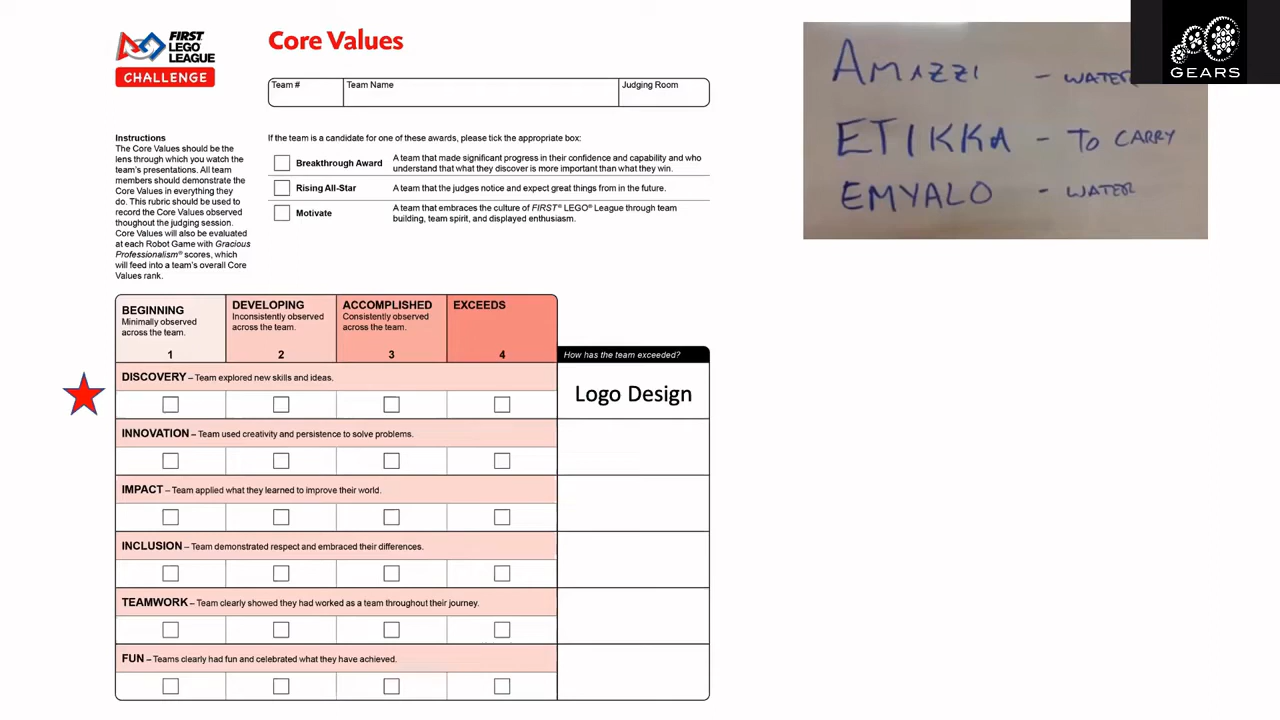 FIRST
LEGO
LEAGUE
CHALLENGE
Core Values
Team #
Team Name
Judging Room
Instructions
The Core Values should be the
lens through which you watch the
team's presentations. All team
members should demonstrate the
Core Values in everything they
do. This rubric should be used to
record the Core Values observed
thoughout the judging session.
Core Values will also be evaluated
at each Robot Game with Gracious
Professionalism® scores, which
will feed into a team's overall Core
Values rank.
If the team is a candidate for one of these awards, please tick the appropriate box:
Breakthrough Award
A team that made significant progress in their confidence and capability and who
understand that what they discover is more important than what they win.
Rising All-Star
A team that the judges notice and expect great things from in the future.
Motivate
A team that embraces the culture of FIRST® LEGO® League through team
building, team spirit, and displayed enthusiasm.
BEGINNING
Minimally observed
across the team.
1
DEVELOPING
Inconsistently observed
across the team.
2
ACCOMPLISHED
Consistently observed
across the team.
3
EXCEEDS
4
How has the team exceeded?
DISCOVERY – Team explored new skills and ideas.
Logo Design
INNOVATION – Team used creativity and persistence to solve problems.
IMPACT – Team applied what they learned to improve their world.
INCLUSION – Team demonstrated respect and embraced their differences.
TEAMWORK – Team clearly showed they had worked as a team throughout their journey.
FUN – Teams clearly had fun and celebrated what they have achieved.
AMAZZI - WATER
ETIKKA - TO CARRY
EMYALO - WATER
GEARS